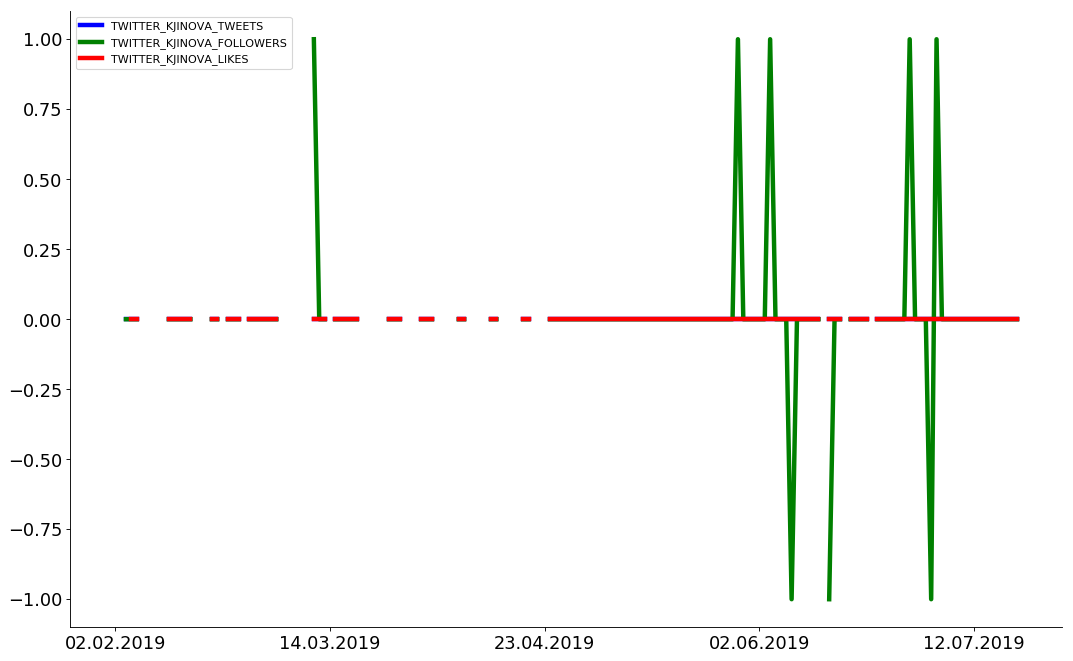 TWITTER_KJINOVA_TWEETS
TWITTER_KJINOVA_FOLLOWERS
TWITTER_KJINOVA_LIKES
1.00
0.75
0.50
0.25
0.00
−0.25
−0.50
−0.75
−1.00
02.02.2019 14.03.2019 23.04.2019 02.06.2019 12.07.2019